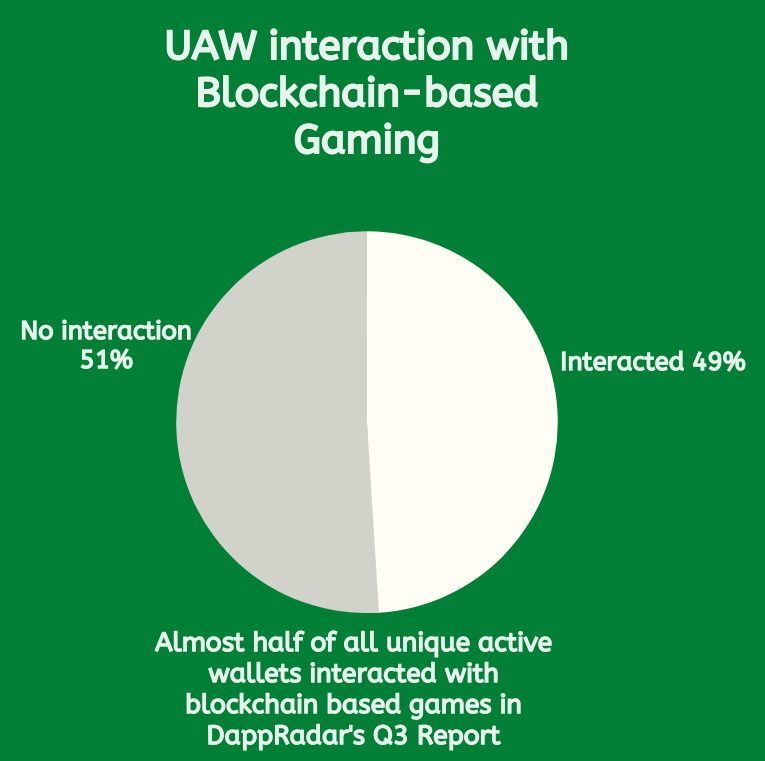 UAW interaction with
Blockchain-based
Gaming
No interaction
51%
Interacted 49%
Almost half of all unique active
wallets interacted with
blockchain based games in
DappRadar's Q3 Report